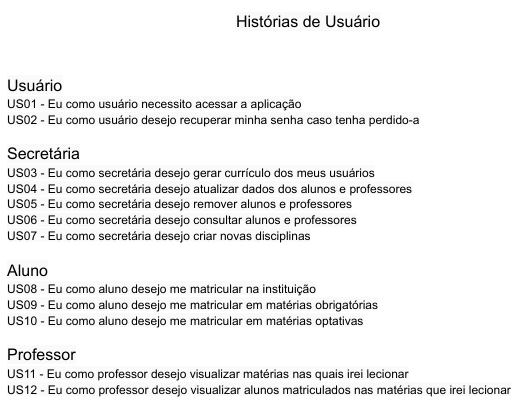 Histórias de Usuário
Usuário
US01 - Eu como usuário necessito acessar a aplicação
US02 - Eu como usuário desejo recuperar minha senha caso tenha perdido-a
Secretária
US03 - Eu como secretária desejo gerar currículo dos meus usuários
US04 - Eu como secretária desejo atualizar dados dos alunos e professores
US05 - Eu como secretária desejo remover alunos e professores
US06 - Eu como secretária desejo consultar alunos e professores
US07 - Eu como secretária desejo criar novas disciplinas
Aluno
US08 - Eu como aluno desejo me matricular na instituição
US09 - Eu como aluno desejo me matricular em matérias obrigatórias
US10 - Eu como aluno desejo me matricular em matérias optativas
Professor
US11 - Eu como professor desejo visualizar matérias nas quais irei lecionar
US12 - Eu como professor desejo visualizar alunos matriculados nas matérias que irei lecionar